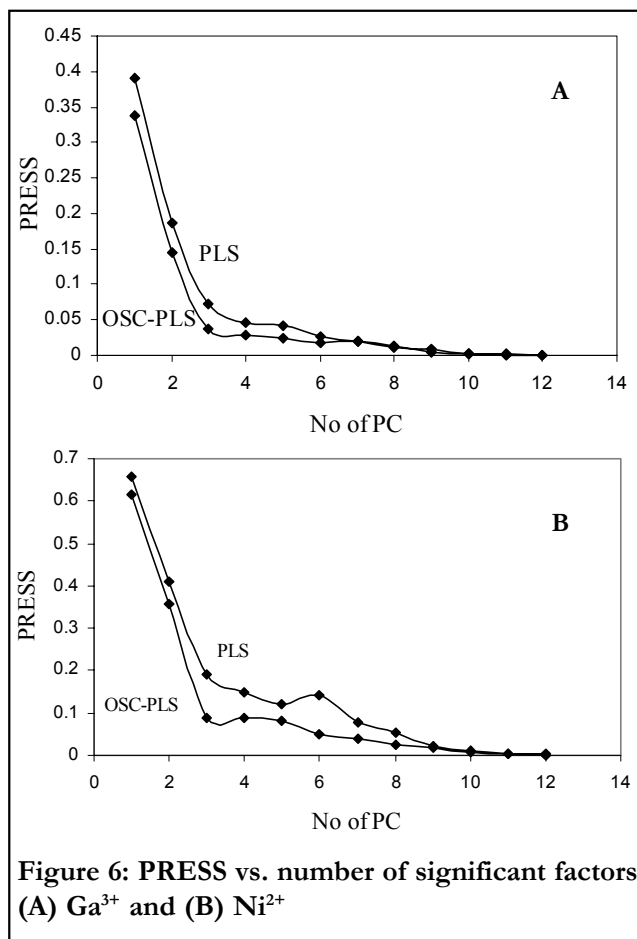 0.45
0.4
0.35
0.3
0.25
0.2
0.15
0.1
0.05
0
PRESS
A
PLS
OSC-PLS
0 2 4 6 8 10 12 14
No of PC
0.7
0.6
0.5
0.4
0.3
0.2
0.1
0
PRESS
B
PLS
OSC-PLS
0 2 4 6 8 10 12 14
No of PC
Figure 6: PRESS vs. number of significant factors
(A) Ga³⁺ and (B) Ni²⁺